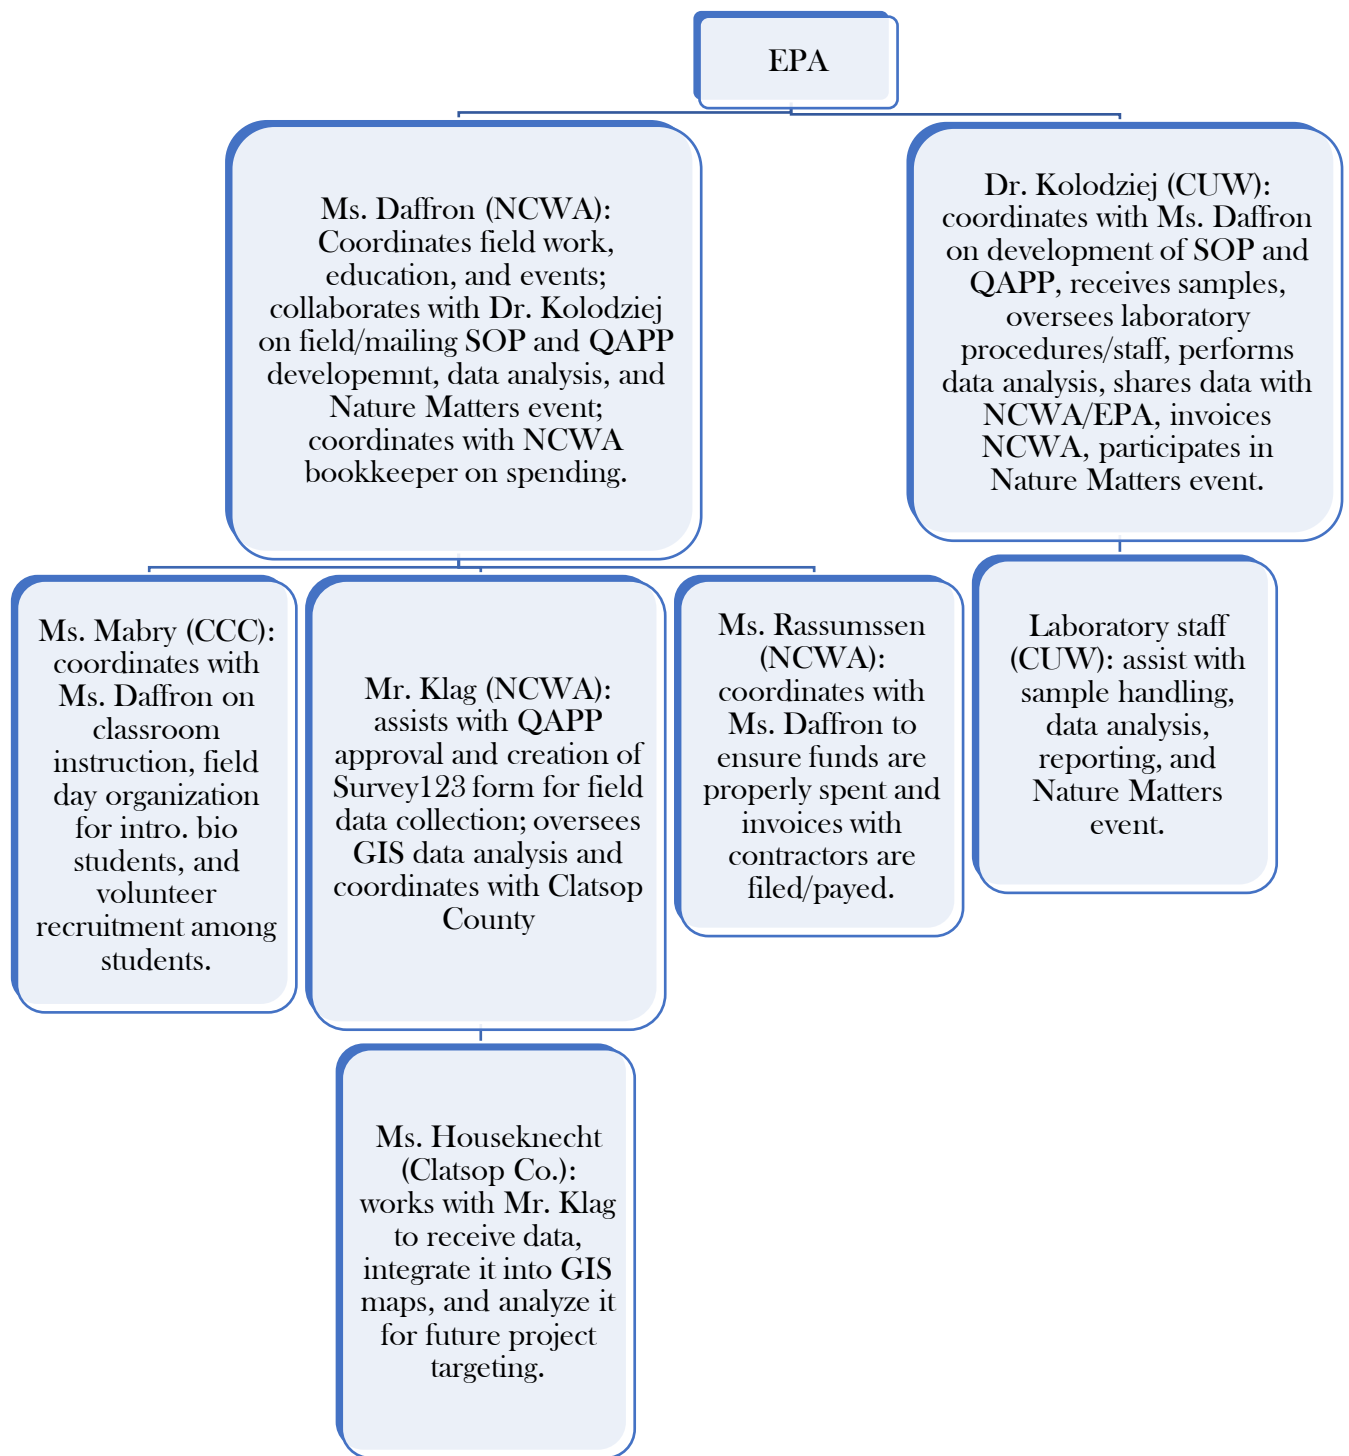 EPA
Ms. Daffron (NCWA):
Coordinates field work,
education, and events;
collaborates with Dr. Kolodziej
on field/mailing SOP and QAPP
developemnt, data analysis, and
Nature Matters event;
coordinates with NCWA
bookkeeper on spending.
Dr. Kolodziej (CUW):
coordinates with Ms. Daffron
on development of SOP and
QAPP, receives samples,
oversees laboratory
procedures/staff, performs
data analysis, shares data with
NCWA/EPA, invoices
NCWA, participates in
Nature Matters event.
Ms. Mabry (CCC):
coordinates with
Ms. Daffron on
classroom
instruction, field
day organization
for intro. bio
students, and
volunteer
recruitment among
students.
Mr. Klag (NCWA):
assists with QAPP
approval and creation of
Survey123 form for field
data collection; oversees
GIS data analysis and
coordinates with Clatsop
County
Ms. Rassumssen
(NCWA):
coordinates with
Ms. Daffron to
ensure funds are
properly spent and
invoices with
contractors are
filed/payed.
Laboratory staff
(CUW): assist with
sample handling,
data analysis,
reporting, and
Nature Matters
event.
Ms. Houseknecht
(Clatsop Co.):
works with Mr. Klag
to receive data,
integrate it into GIS
maps, and analyze it
for future project
targeting.